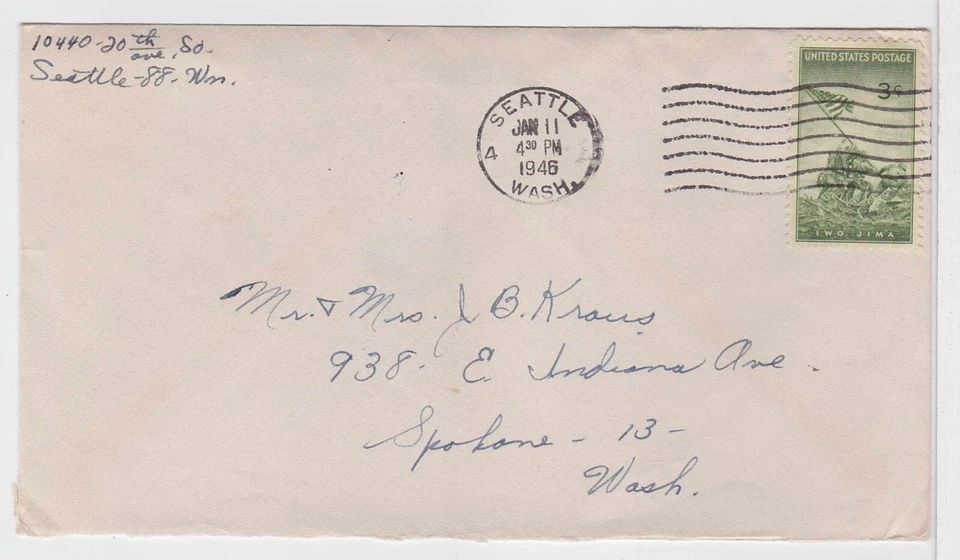 10440-20th ave. So.
Seattle-88-Wn.
SEATTLE
JAN 11
4 30 PM
1946
4
WASH.
UNITED STATES POSTAGE
3¢
IWO JIMA
Mr. & Mrs. J B. Kraus
938 - E. Indiana Ave.
Spokane - 13 -
Wash.